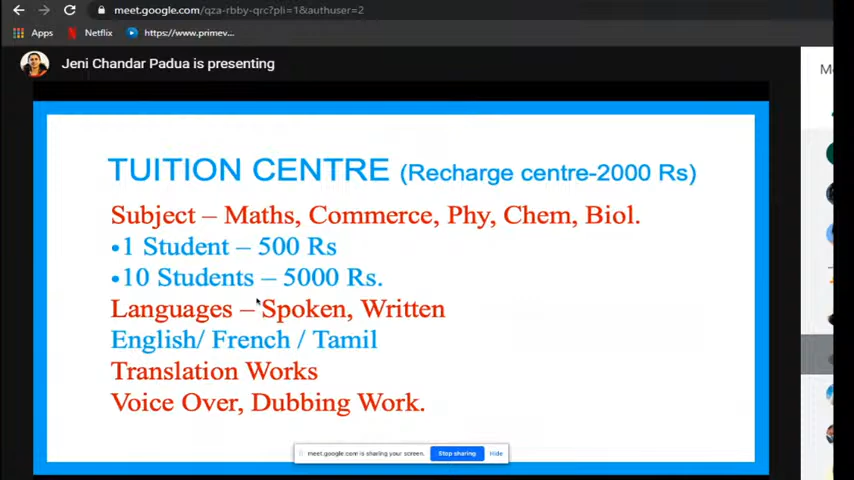 meet.google.com/qza-rbby-qrc?pli=1&authuser=2
Apps Netflix https://www.primev...
Jeni Chandar Padua is presenting
TUITION CENTRE (Recharge centre-2000 Rs)
Subject – Maths, Commerce, Phy, Chem, Biol.
•1 Student – 500 Rs
•10 Students – 5000 Rs.
Languages – Spoken, Written
English/ French / Tamil
Translation Works
Voice Over, Dubbing Work.
meet.google.com is sharing your screen. Stop sharing Hide